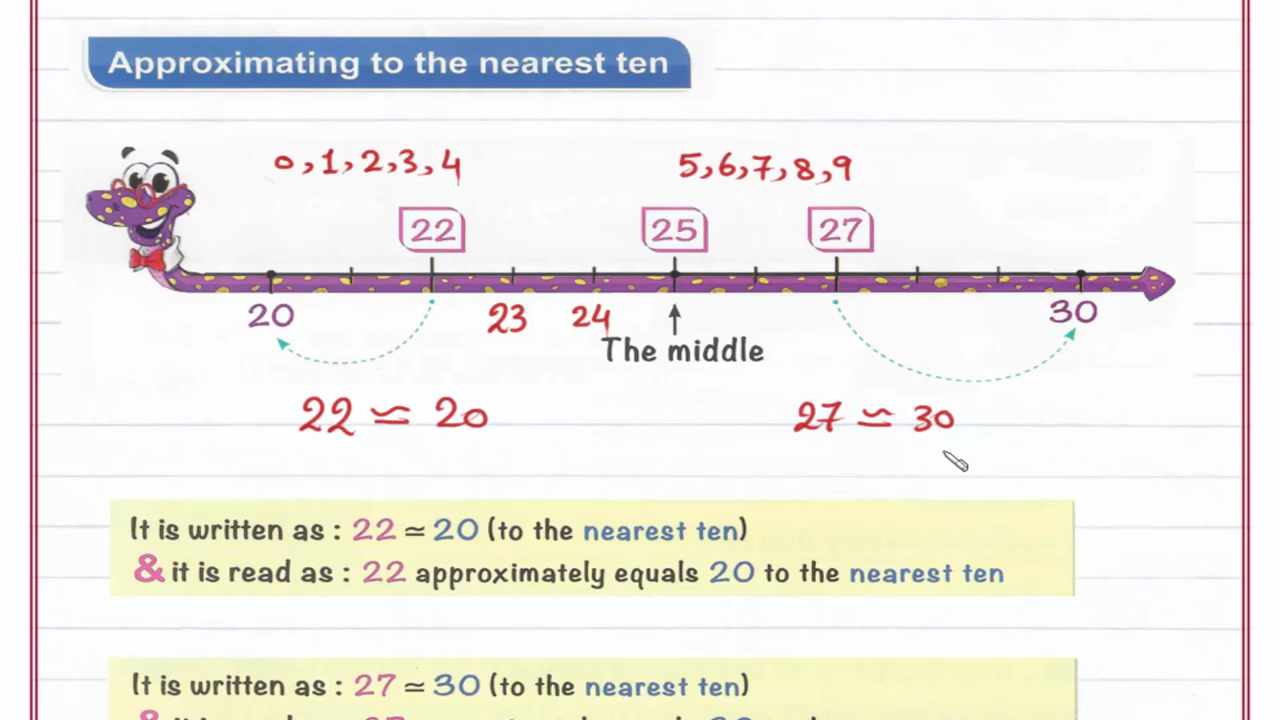 Approximating to the nearest ten
0,1,2,3,4 5,6,7,8,9
22 25 27
20 23 24 30
The middle
22 ≃ 20 27 ≃ 30
It is written as : 22 ≃ 20 (to the nearest ten)
& it is read as : 22 approximately equals 20 to the nearest ten
It is written as : 27 ≃ 30 (to the nearest ten)